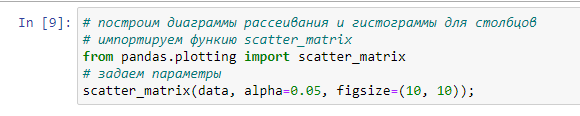 In [9]: # построим диаграммы рассеивания и гистограммы для столбцов
# импортируем функию scatter_matrix
from pandas.plotting import scatter_matrix
# задаем параметры
scatter_matrix(data, alpha=0.05, figsize=(10, 10));